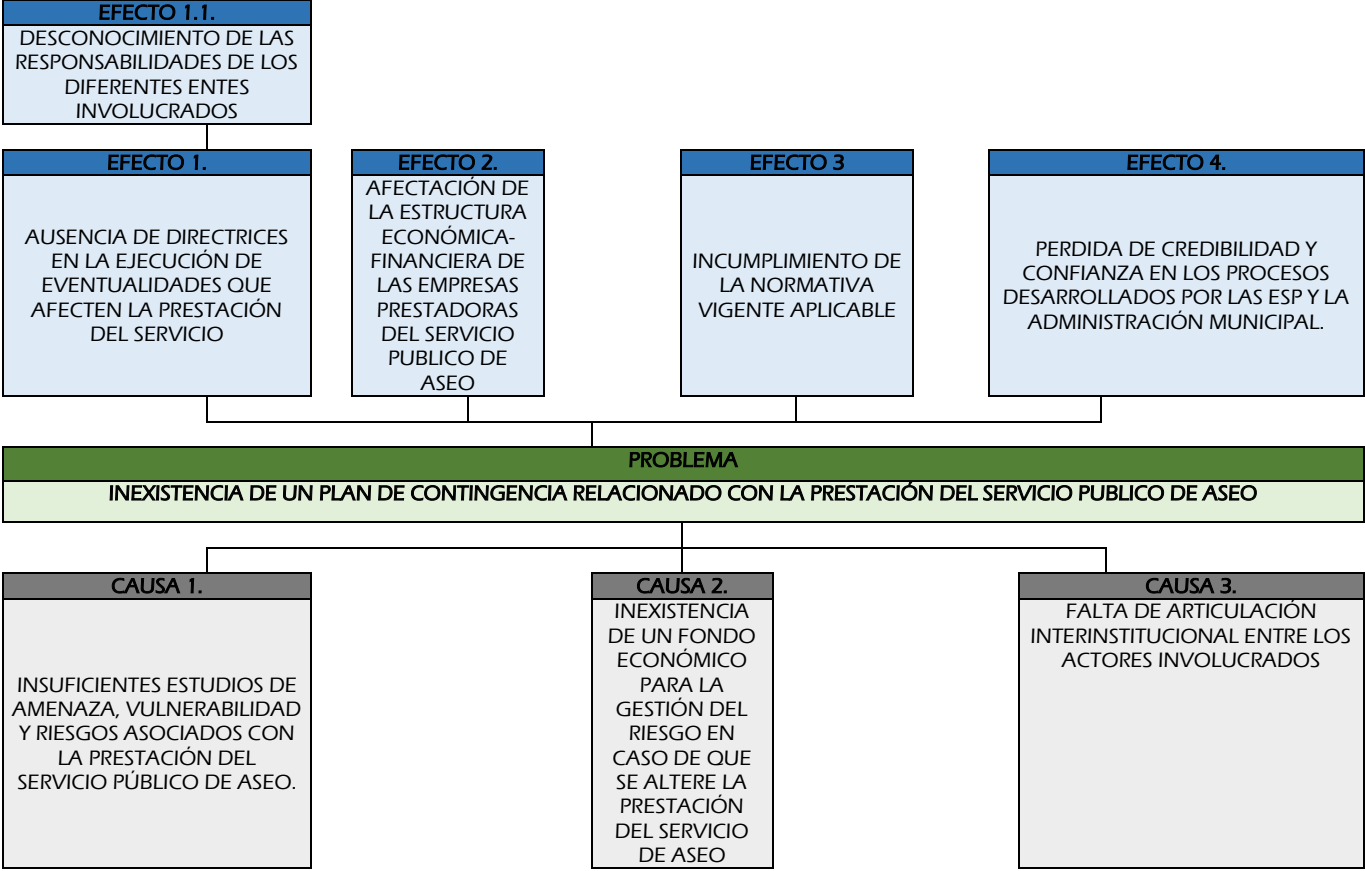 EFECTO 1.1.
DESCONOCIMIENTO DE LAS
RESPONSABILIDADES DE LOS
DIFERENTES ENTES
INVOLUCRADOS
EFECTO 1.
AUSENCIA DE DIRECTRICES
EN LA EJECUCIÓN DE
EVENTUALIDADES QUE
AFECTEN LA PRESTACIÓN
DEL SERVICIO
EFECTO 2.
AFECTACIÓN DE
LA ESTRUCTURA
ECONÓMICA-
FINANCIERA DE
LAS EMPRESAS
PRESTADORAS
DEL SERVICIO
PUBLICO DE
ASEO
EFECTO 3
INCUMPLIMIENTO DE
LA NORMATIVA
VIGENTE APLICABLE
EFECTO 4.
PERDIDA DE CREDIBILIDAD Y
CONFIANZA EN LOS PROCESOS
DESARROLLADOS POR LAS ESP Y LA
ADMINISTRACIÓN MUNICIPAL.
PROBLEMA
INEXISTENCIA DE UN PLAN DE CONTINGENCIA RELACIONADO CON LA PRESTACIÓN DEL SERVICIO PUBLICO DE ASEO
CAUSA 1.
INSUFICIENTES ESTUDIOS DE
AMENAZA, VULNERABILIDAD
Y RIESGOS ASOCIADOS CON
LA PRESTACIÓN DEL
SERVICIO PÚBLICO DE ASEO.
CAUSA 2.
INEXISTENCIA
DE UN FONDO
ECONÓMICO
PARA LA
GESTIÓN DEL
RIESGO EN
CASO DE QUE
SE ALTERE LA
PRESTACIÓN
DEL SERVICIO
DE ASEO
CAUSA 3.
FALTA DE ARTICULACIÓN
INTERINSTITUCIONAL ENTRE LOS
ACTORES INVOLUCRADOS